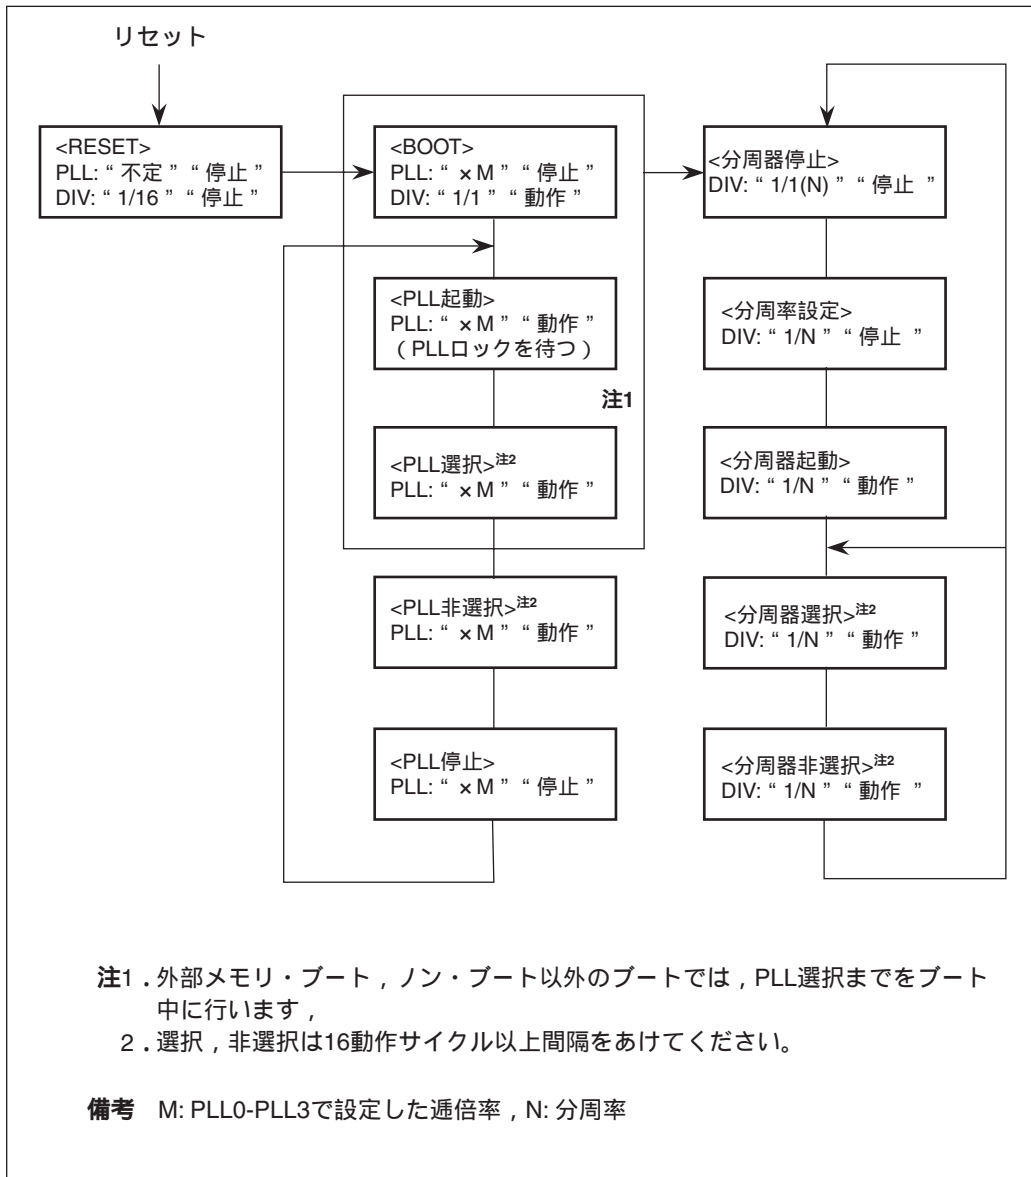 リセット
<RESET>
PLL: “ 不定 ” “ 停止 ”
DIV: “ 1/16 ” “ 停止 ”
<BOOT>
PLL: “ ×M ” “ 停止 ”
DIV: “ 1/1 ” “ 動作 ”
<PLL起動>
PLL: “ ×M ” “ 動作 ”
（PLLロックを待つ）
注1
<PLL選択>注2
PLL: “ ×M ” “ 動作 ”
<PLL非選択>注2
PLL: “ ×M ” “ 動作 ”
<PLL停止>
PLL: “ ×M ” “ 停止 ”
<分周器停止>
DIV: “ 1/1(N) ” “ 停止 ”
<分周率設定>
DIV: “ 1/N ” “ 停止 ”
<分周器起動>
DIV: “ 1/N ” “ 動作 ”
<分周器選択>注2
DIV: “ 1/N ” “ 動作 ”
<分周器非選択>注2
DIV: “ 1/N ” “ 動作 ”
注1．外部メモリ・ブート，ノン・ブート以外のブートでは，PLL選択までをブート
中に行います，
2．選択，非選択は16動作サイクル以上間隔をあけてください。
備考 M: PLL0-PLL3で設定した逓倍率，N: 分周率